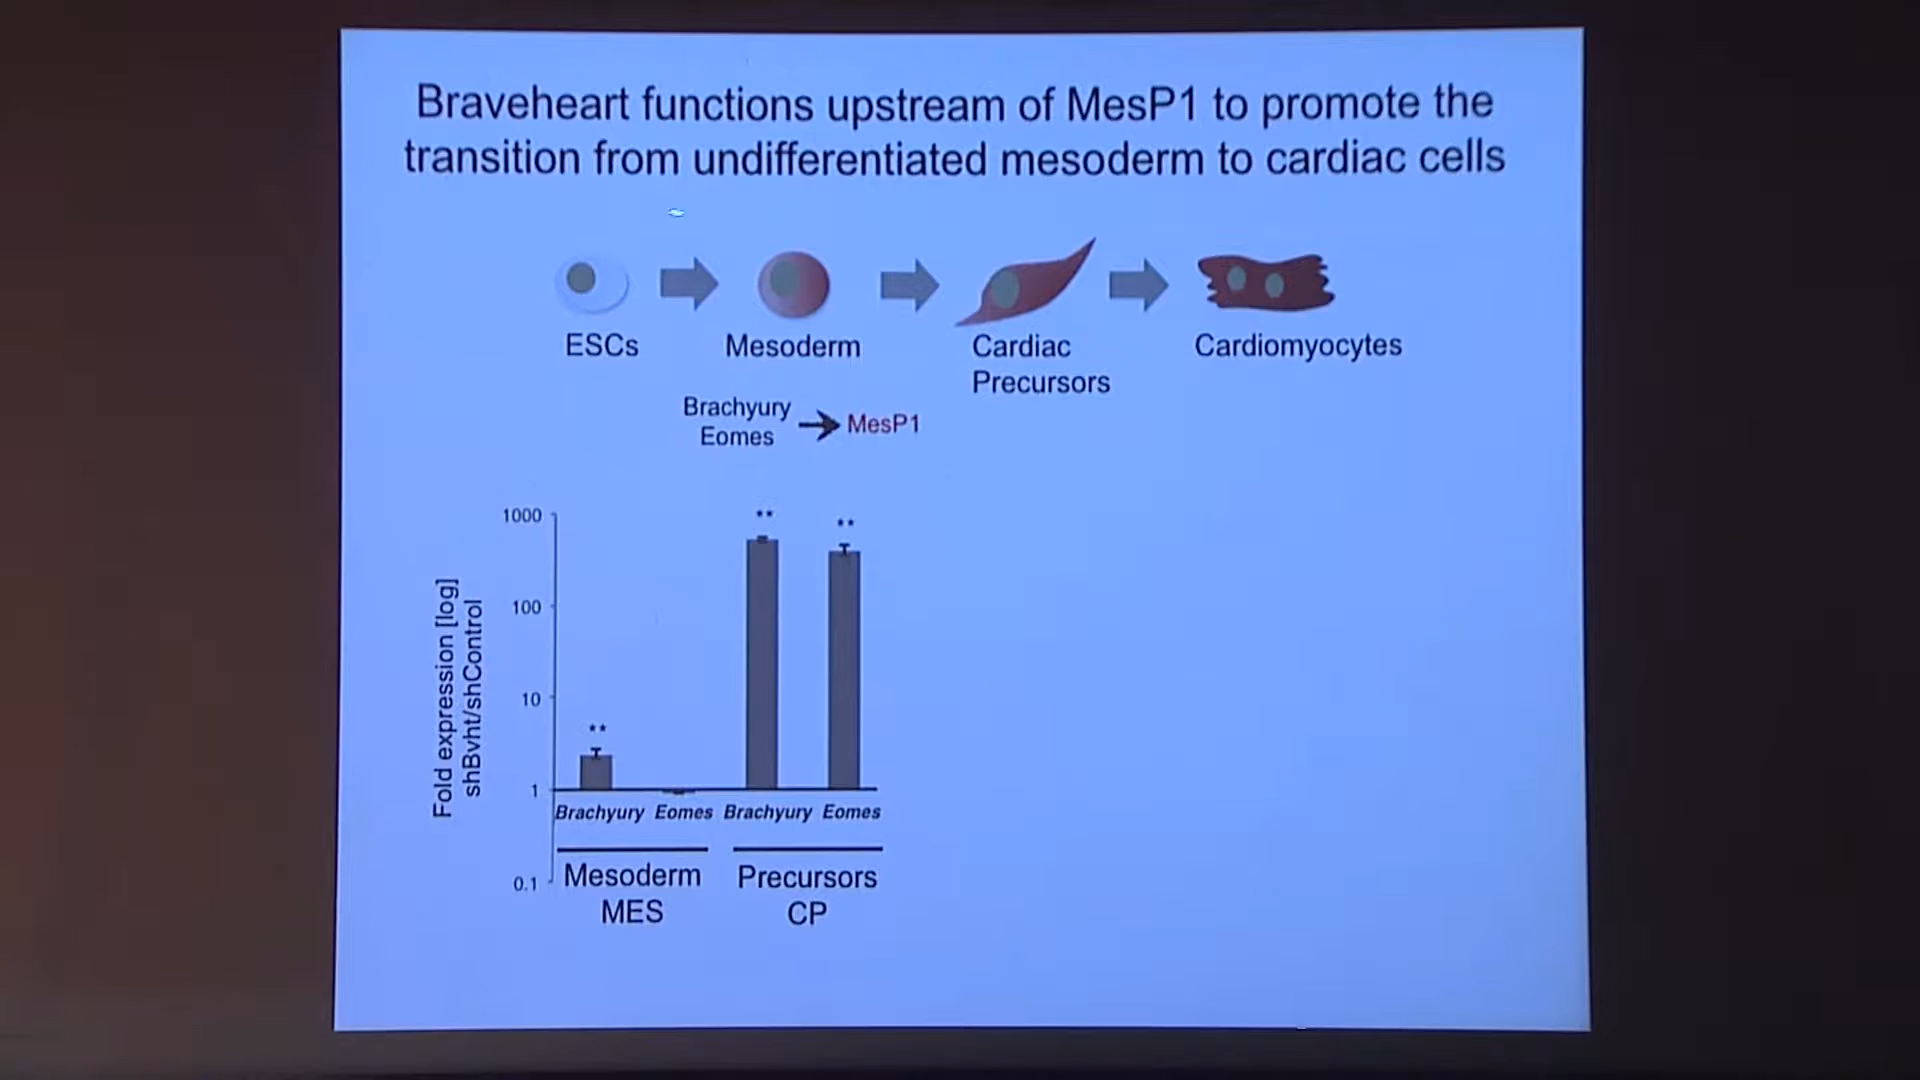 Braveheart functions upstream of MesP1 to promote the
transition from undifferentiated mesoderm to cardiac cells
ESCs
Mesoderm
Cardiac
Precursors
Cardiomyocytes
Brachyury
Eomes
MesP1
Fold expression [log]
shBvht/shControl
1000
100
10
1
0.1
**
**
**
Brachyury Eomes Brachyury Eomes
Mesoderm
MES
Precursors
CP